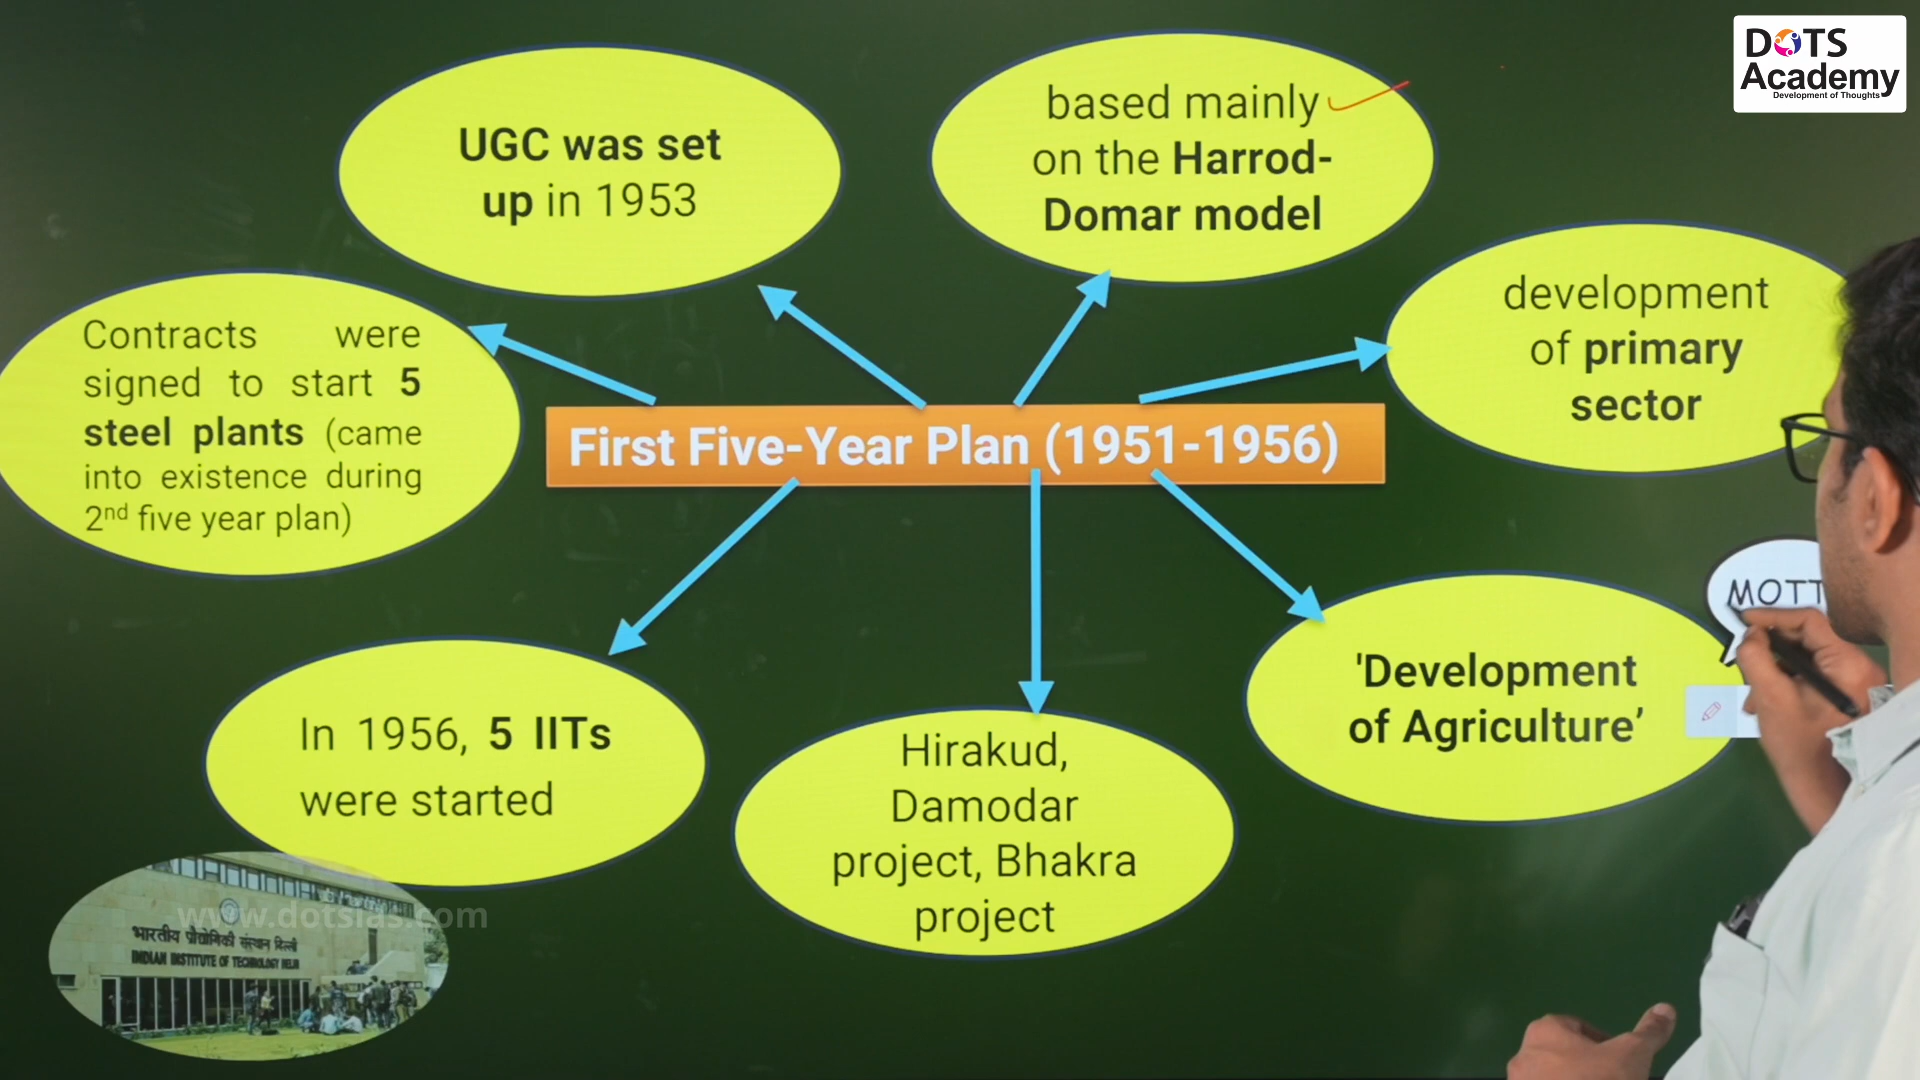 DOTS
Academy
Development of Thoughts
UGC was set
up in 1953
based mainly
on the Harrod-
Domar model
development
of primary
sector
Contracts were
signed to start 5
steel plants (came
into existence during
2nd five year plan)
First Five-Year Plan (1951-1956)
MOTT
'Development
of Agriculture’
In 1956, 5 IITs
were started
Hirakud,
Damodar
project, Bhakra
project
www.dotsias.com
भारतीय प्रौद्योगिकी संस्थान दिल्ली
INDIAN INSTITUTE OF TECHNOLOGY DELHI